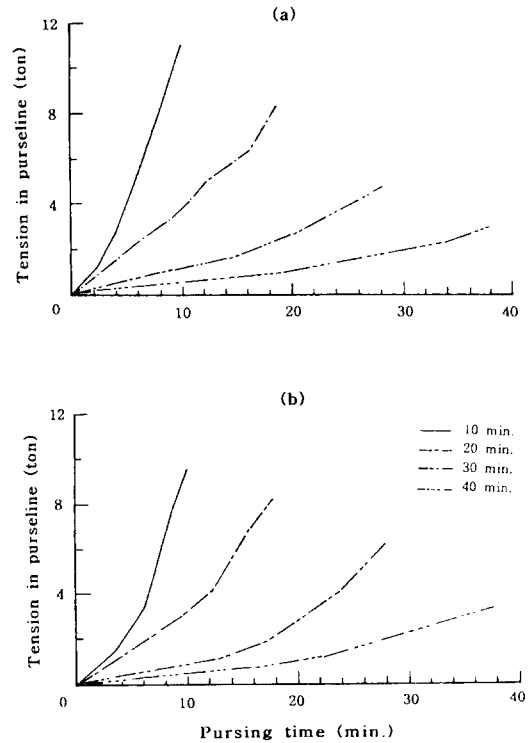 (a)
12
8
4
0
10
20
30
40
Tension in purseline (ton)
(b)
12
8
4
0
10
20
30
40
Tension in purseline (ton)
10 min.
20 min.
30 min.
40 min.
Pursing time (min.)